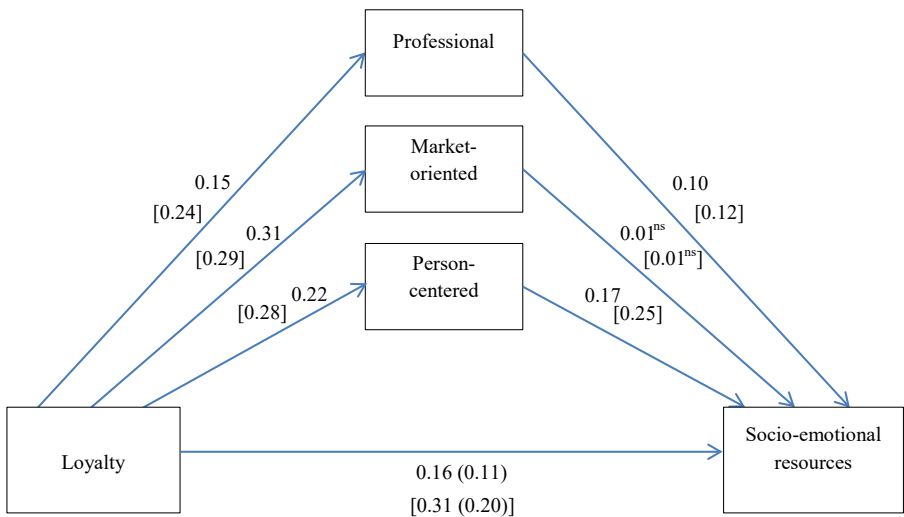 Professional
Market-
oriented
0.15
0.10
[0.24]
[0.12]
0.31
0.01ns
[0.29]
[0.01ns]
Person-
centered
0.22
0.17
[0.28]
[0.25]
Loyalty
Socio-emotional
resources
0.16 (0.11)
[0.31 (0.20)]